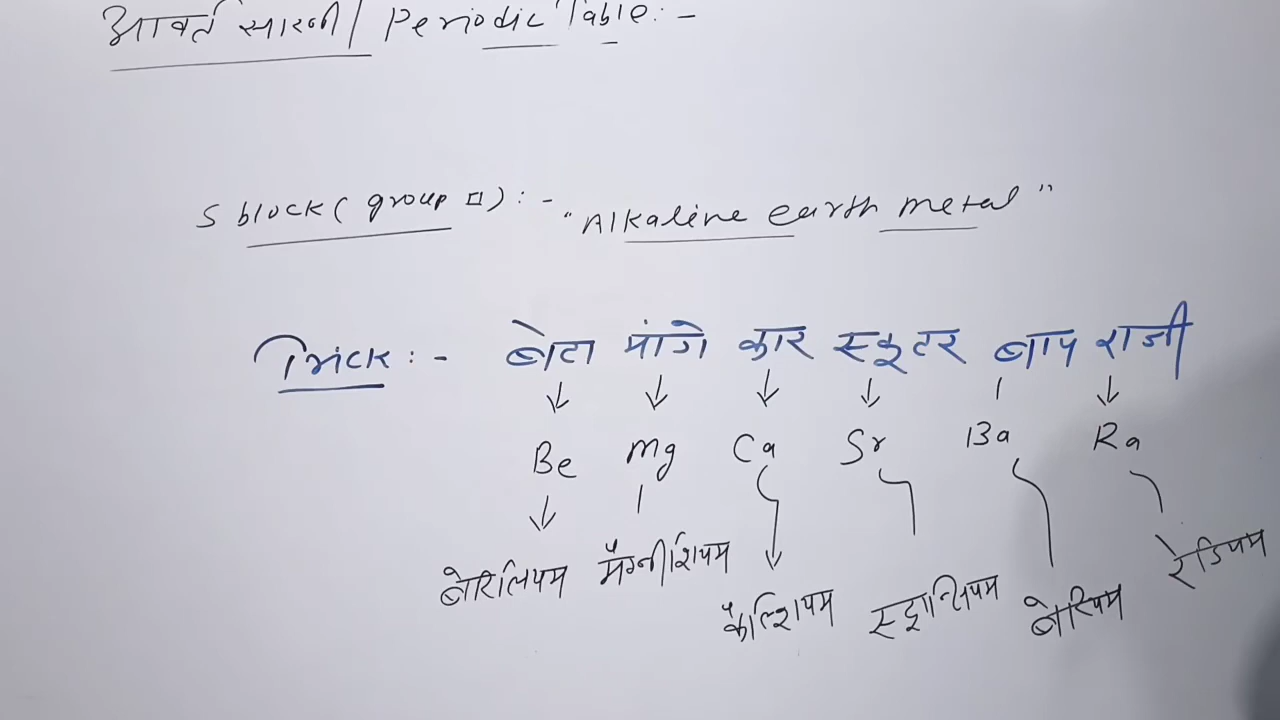 आवर्त सारणी / Periodic Table:-
S block (group II):- "Alkaline earth metal"
Trick:- बेटा मांगे कार स्कूटर बाप राजी
Be Mg Ca Sr Ba Ra
बेरिलियम मैग्नीशियम कैल्शियम स्ट्रान्सियम बेरियम रेडियम